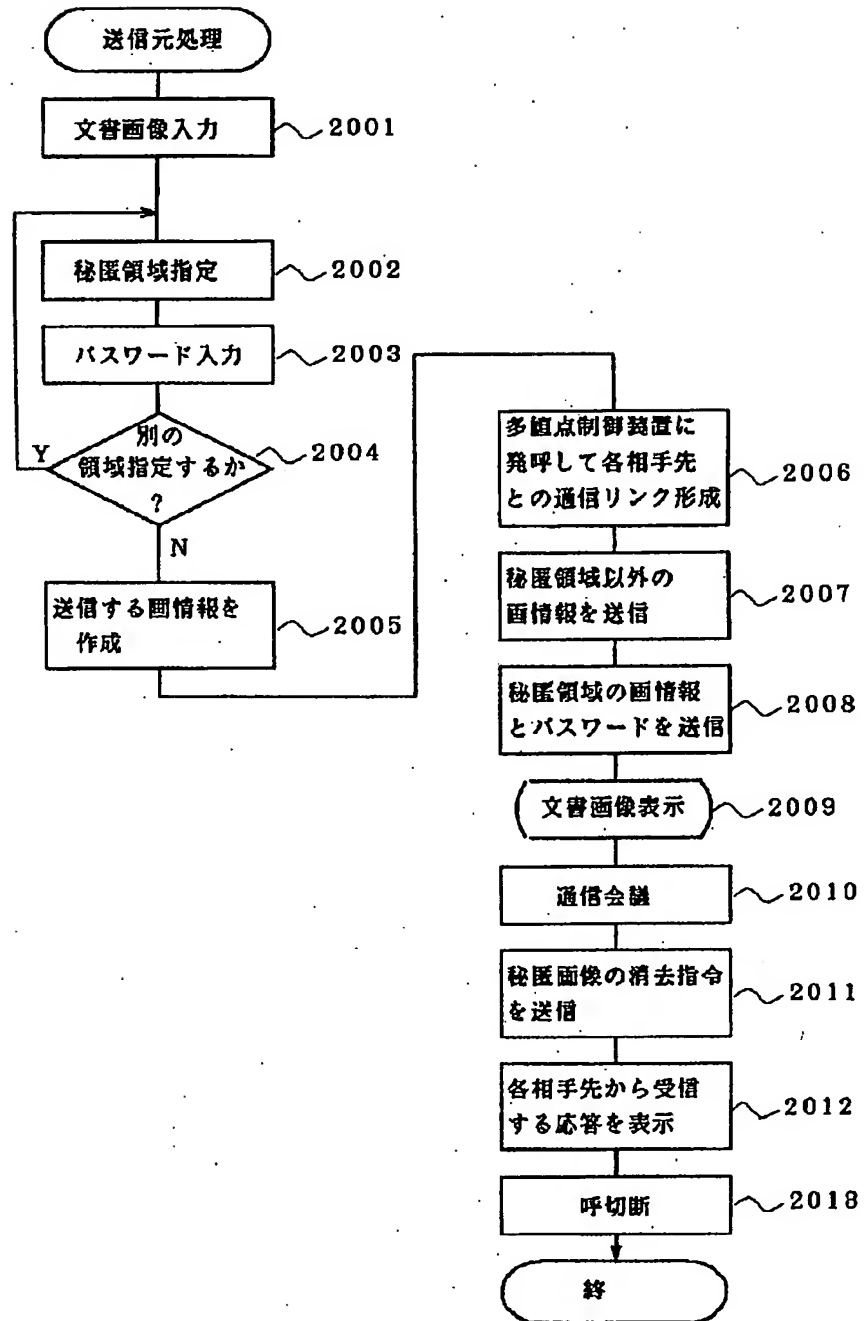 送信元処理
文書画像入力 2001
秘匿領域指定 2002
パスワード入力 2003
別の
領域指定するか
?
2004
Y
N
送信する画情報を
作成
2005
多値点制御装置に
発呼して各相手先
との通信リンク形成
2006
秘匿領域以外の
画情報を送信
2007
秘匿領域の画情報
とパスワードを送信
2008
文書画像表示 2009
通信会議 2010
秘匿画像の消去指令
を送信
2011
各相手先から受信
する応答を表示
2012
呼切断 2018
終